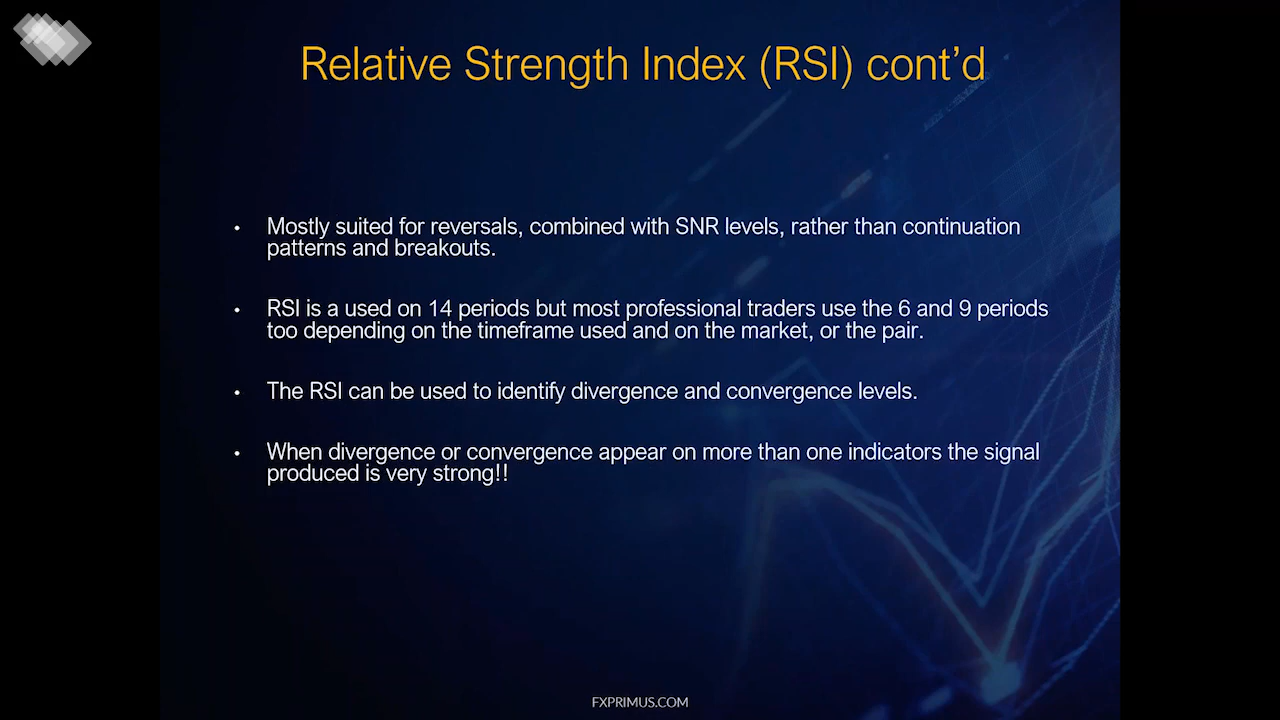 Relative Strength Index (RSI) cont’d
• Mostly suited for reversals, combined with SNR levels, rather than continuation
patterns and breakouts.
• RSI is a used on 14 periods but most professional traders use the 6 and 9 periods
too depending on the timeframe used and on the market, or the pair.
• The RSI can be used to identify divergence and convergence levels.
• When divergence or convergence appear on more than one indicators the signal
produced is very strong!!
FXPRIMUS.COM